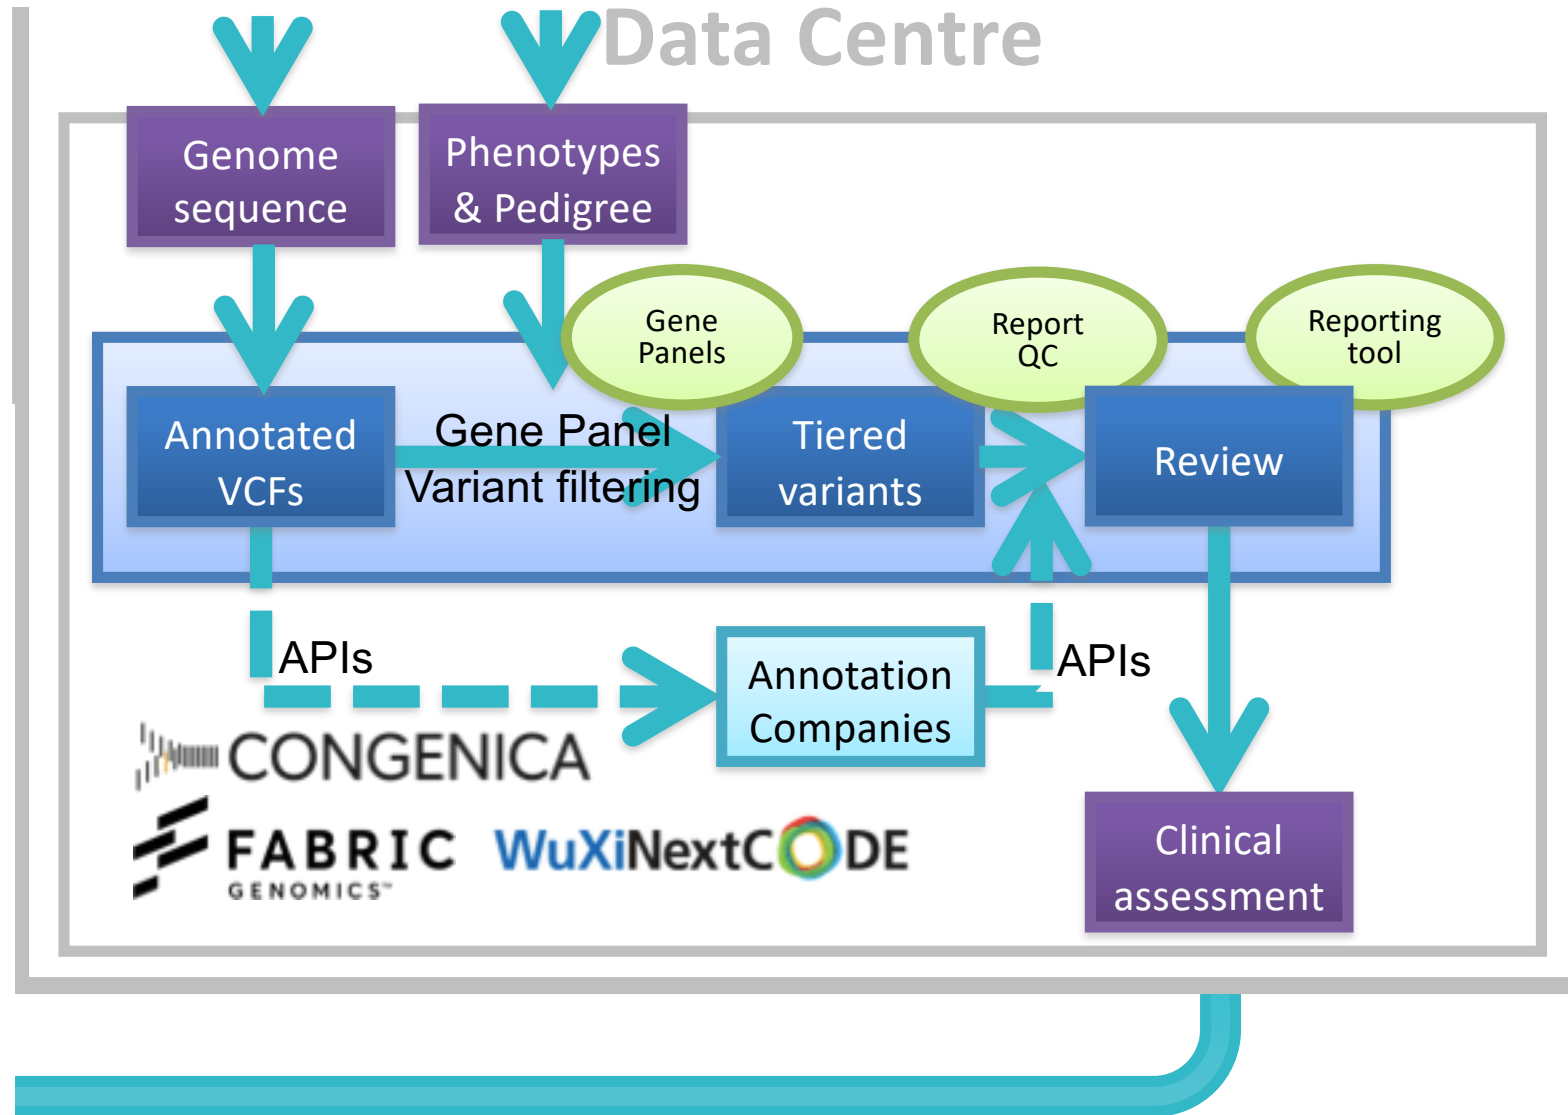 Data Centre
Genome
sequence
Phenotypes
& Pedigree
Gene
Panels
Report
QC
Reporting
tool
Annotated
VCFs
Gene Panel
Variant filtering
Tiered
variants
Review
APIs
Annotation
Companies
APIs
CONGENICA
FABRIC
GENOMICS™
WuXiNextCODE
Clinical
assessment